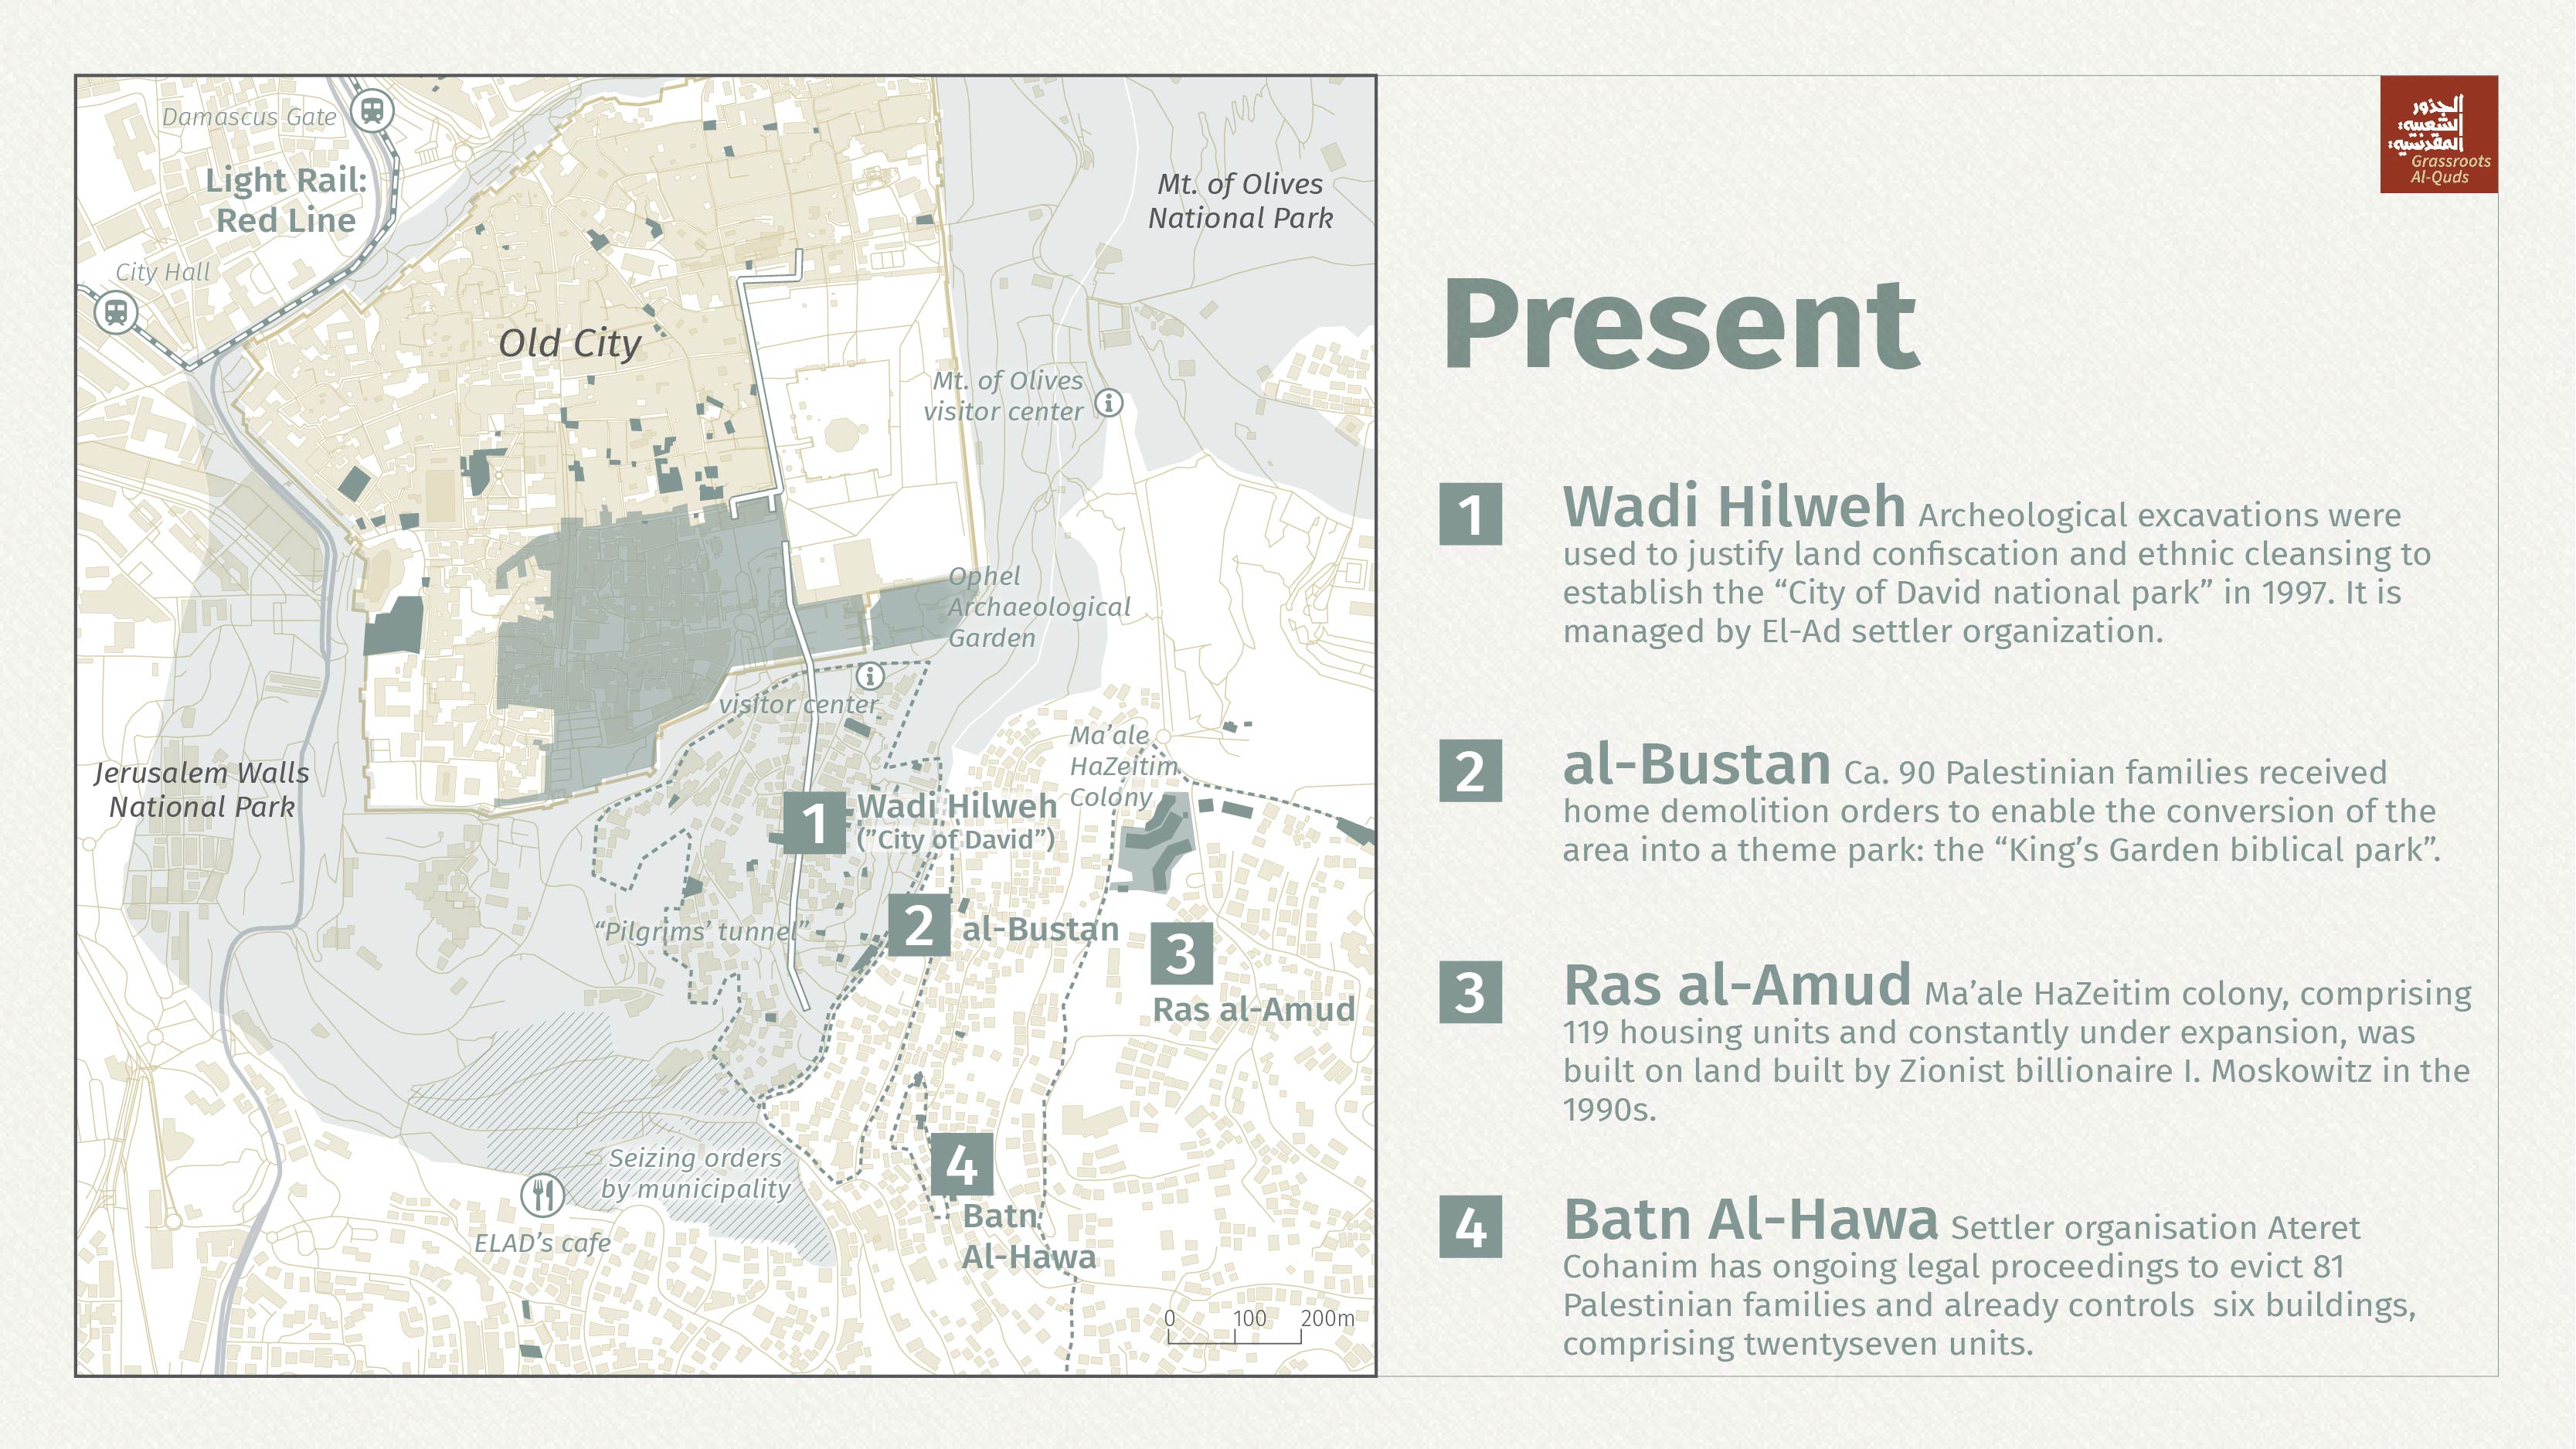 Damascus Gate
Light Rail:
Red Line
City Hall
Old City
Mt. of Olives
National Park
Mt. of Olives
visitor center
Ophel
Archaeological
Garden
visitor center
Jerusalem Walls
National Park
Ma’ale
HaZeitim
Colony
1
Wadi Hilweh
(”City of David”)
2
al-Bustan
“Pilgrims’ tunnel”
3
Ras al-Amud
Seizing orders
by municipality
ELAD’s cafe
4
Batn
Al-Hawa
0 100 200m
الجذور
الشعبية
المقدسية
Grassroots
Al-Quds
Present
1
Wadi Hilweh Archeological excavations were
used to justify land confiscation and ethnic cleansing to
establish the “City of David national park” in 1997. It is
managed by El-Ad settler organization.
2
al-Bustan Ca. 90 Palestinian families received
home demolition orders to enable the conversion of the
area into a theme park: the “King’s Garden biblical park”.
3
Ras al-Amud Ma’ale HaZeitim colony, comprising
119 housing units and constantly under expansion, was
built on land built by Zionist billionaire I. Moskowitz in the
1990s.
4
Batn Al-Hawa Settler organisation Ateret
Cohanim has ongoing legal proceedings to evict 81
Palestinian families and already controls  six buildings,
comprising twentyseven units.